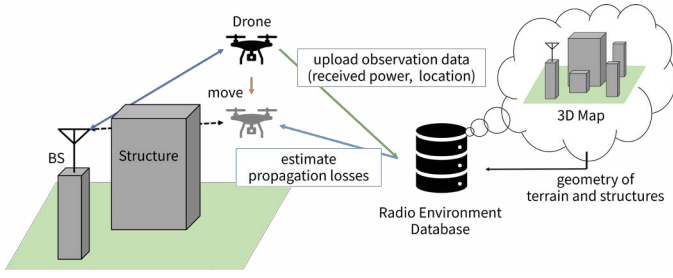 Drone
upload observation data
(received power, location)
move
BS
Structure
estimate
propagation losses
3D Map
geometry of
terrain and structures
Radio Environment
Database